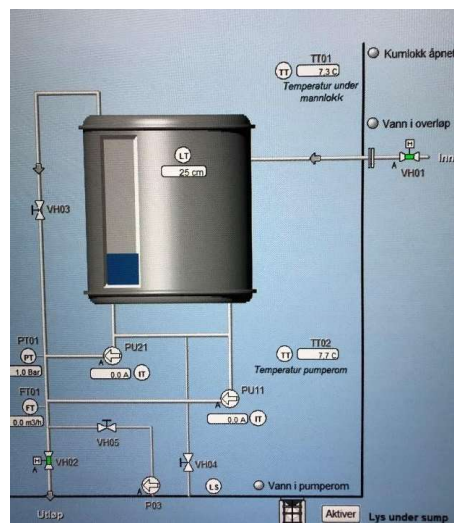 TT01
TT
7,3 C
Temperatur under
mannlokk
Kumlokk åpnet
Vann i overløp
H
A
VH01
LT
25 cm
VH03
PT01
PT
1,0 Bar
PU21
A
0.0 A
IT
TT02
TT
7,7 C
Temperatur pumperom
FT01
FT
0,0 m3/h
PU11
A
0.0 A
IT
VH05
H
A
VH02
VH04
A
P03
LS
Vann i pumperom
Utløp
Aktiver
Lys under sump